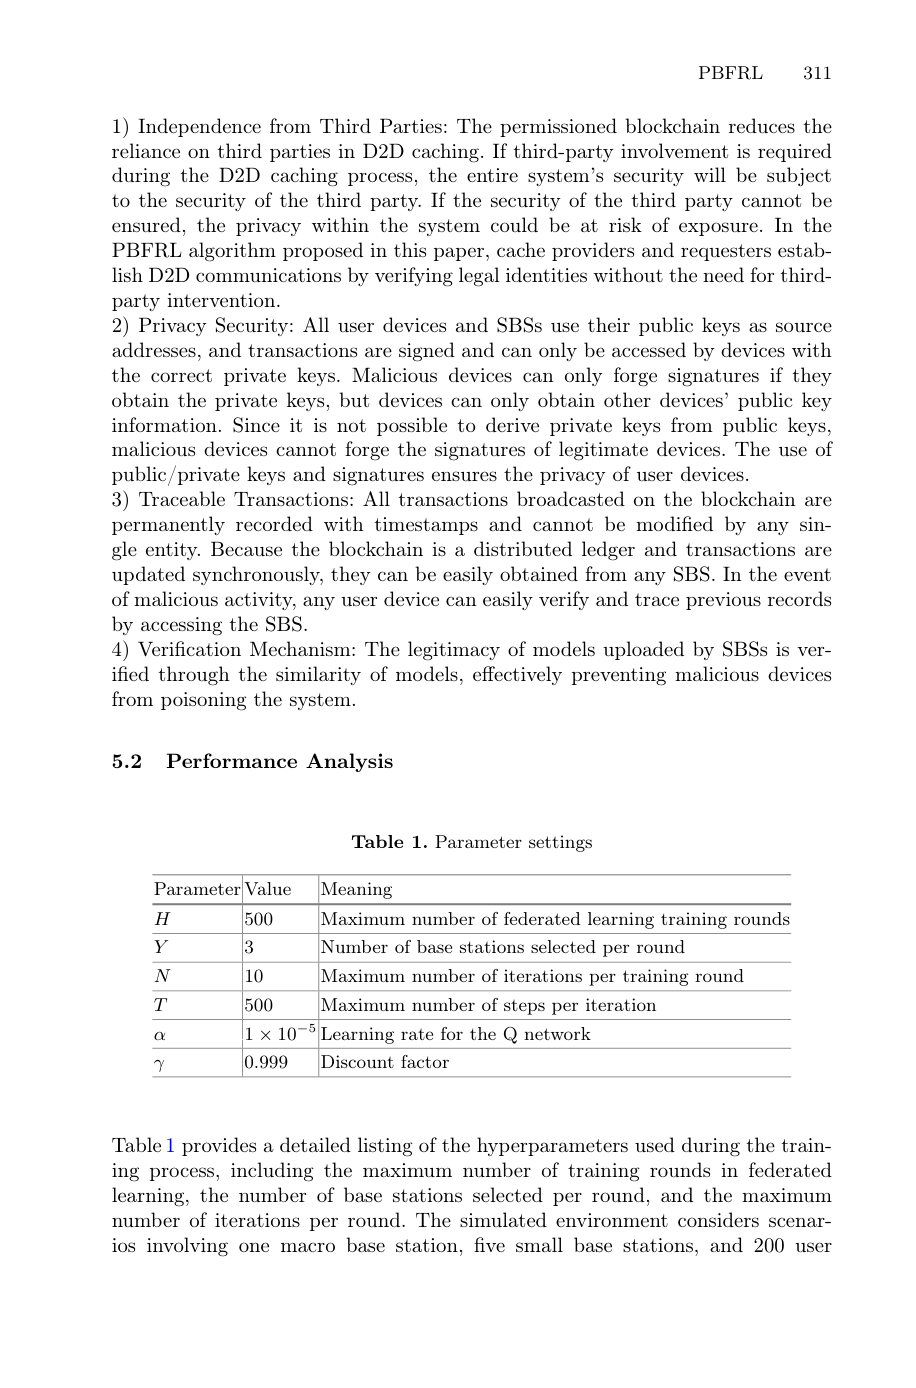 PBFRL 311
1) Independence from Third Parties: The permissioned blockchain reduces the
reliance on third parties in D2D caching. If third-party involvement is required
during the D2D caching process, the entire system's security will be subject
to the security of the third party. If the security of the third party cannot be
ensured, the privacy within the system could be at risk of exposure. In the
PBFRL algorithm proposed in this paper, cache providers and requesters estab-
lish D2D communications by verifying legal identities without the need for third-
party intervention.
2) Privacy Security: All user devices and SBSs use their public keys as source
addresses, and transactions are signed and can only be accessed by devices with
the correct private keys. Malicious devices can only forge signatures if they
obtain the private keys, but devices can only obtain other devices' public key
information. Since it is not possible to derive private keys from public keys,
malicious devices cannot forge the signatures of legitimate devices. The use of
public/private keys and signatures ensures the privacy of user devices.
3) Traceable Transactions: All transactions broadcasted on the blockchain are
permanently recorded with timestamps and cannot be modified by any sin-
gle entity. Because the blockchain is a distributed ledger and transactions are
updated synchronously, they can be easily obtained from any SBS. In the event
of malicious activity, any user device can easily verify and trace previous records
by accessing the SBS.
4) Verification Mechanism: The legitimacy of models uploaded by SBSs is ver-
ified through the similarity of models, effectively preventing malicious devices
from poisoning the system.
5.2 Performance Analysis
Table 1. Parameter settings
Parameter Value Meaning
H 500 Maximum number of federated learning training rounds
Y 3 Number of base stations selected per round
N 10 Maximum number of iterations per training round
T 500 Maximum number of steps per iteration
α 1 × 10⁻⁵ Learning rate for the Q network
γ 0.999 Discount factor
Table 1 provides a detailed listing of the hyperparameters used during the train-
ing process, including the maximum number of training rounds in federated
learning, the number of base stations selected per round, and the maximum
number of iterations per round. The simulated environment considers scenar-
ios involving one macro base station, five small base stations, and 200 user